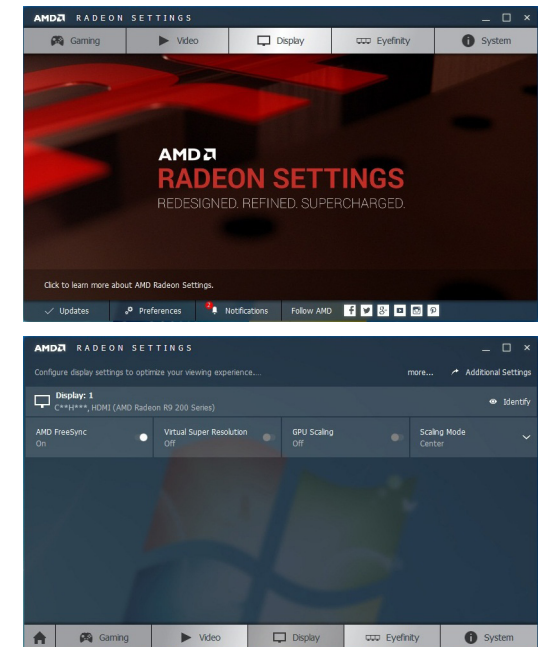 AMD RADEON SETTINGS
Gaming Video Display Eyefinity System
AMD
RADEON SETTINGS
REDESIGNED. REFINED. SUPERCHARGED.
Click to learn more about AMD Radeon Settings.
Updates Preferences 2 Notifications Follow AMD
AMD RADEON SETTINGS
Configure display settings to optimize your viewing experience.... more... Additional Settings
Display: 1
C**H***, HDMI (AMD Radeon R9 200 Series) Identify
AMD FreeSync Virtual Super Resolution GPU Scaling Scaling Mode
On Off Off Center
Gaming Video Display Eyefinity System